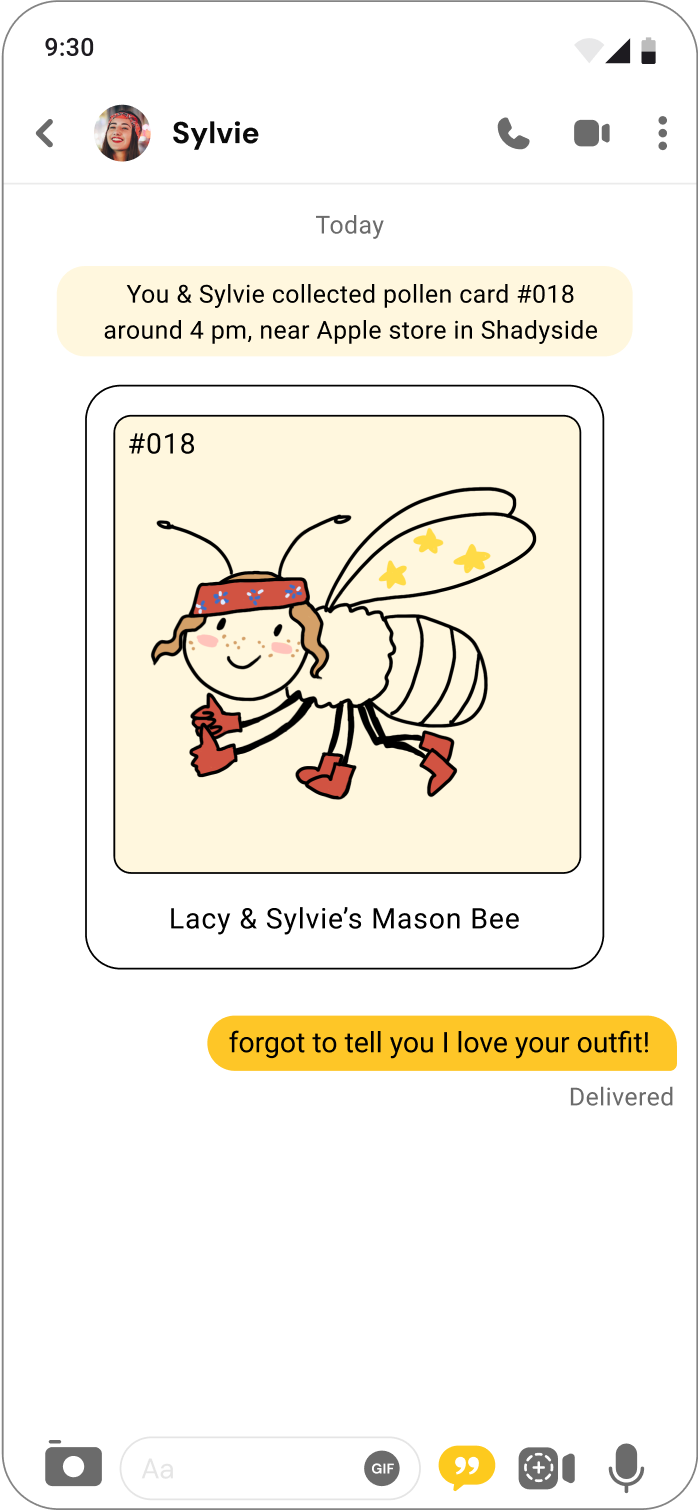 9:30
Sylvie
Today
You & Sylvie collected pollen card #018
around 4 pm, near Apple store in Shadyside
#018
Lacy & Sylvie’s Mason Bee
forgot to tell you I love your outfit!
Delivered
Aa
GIF